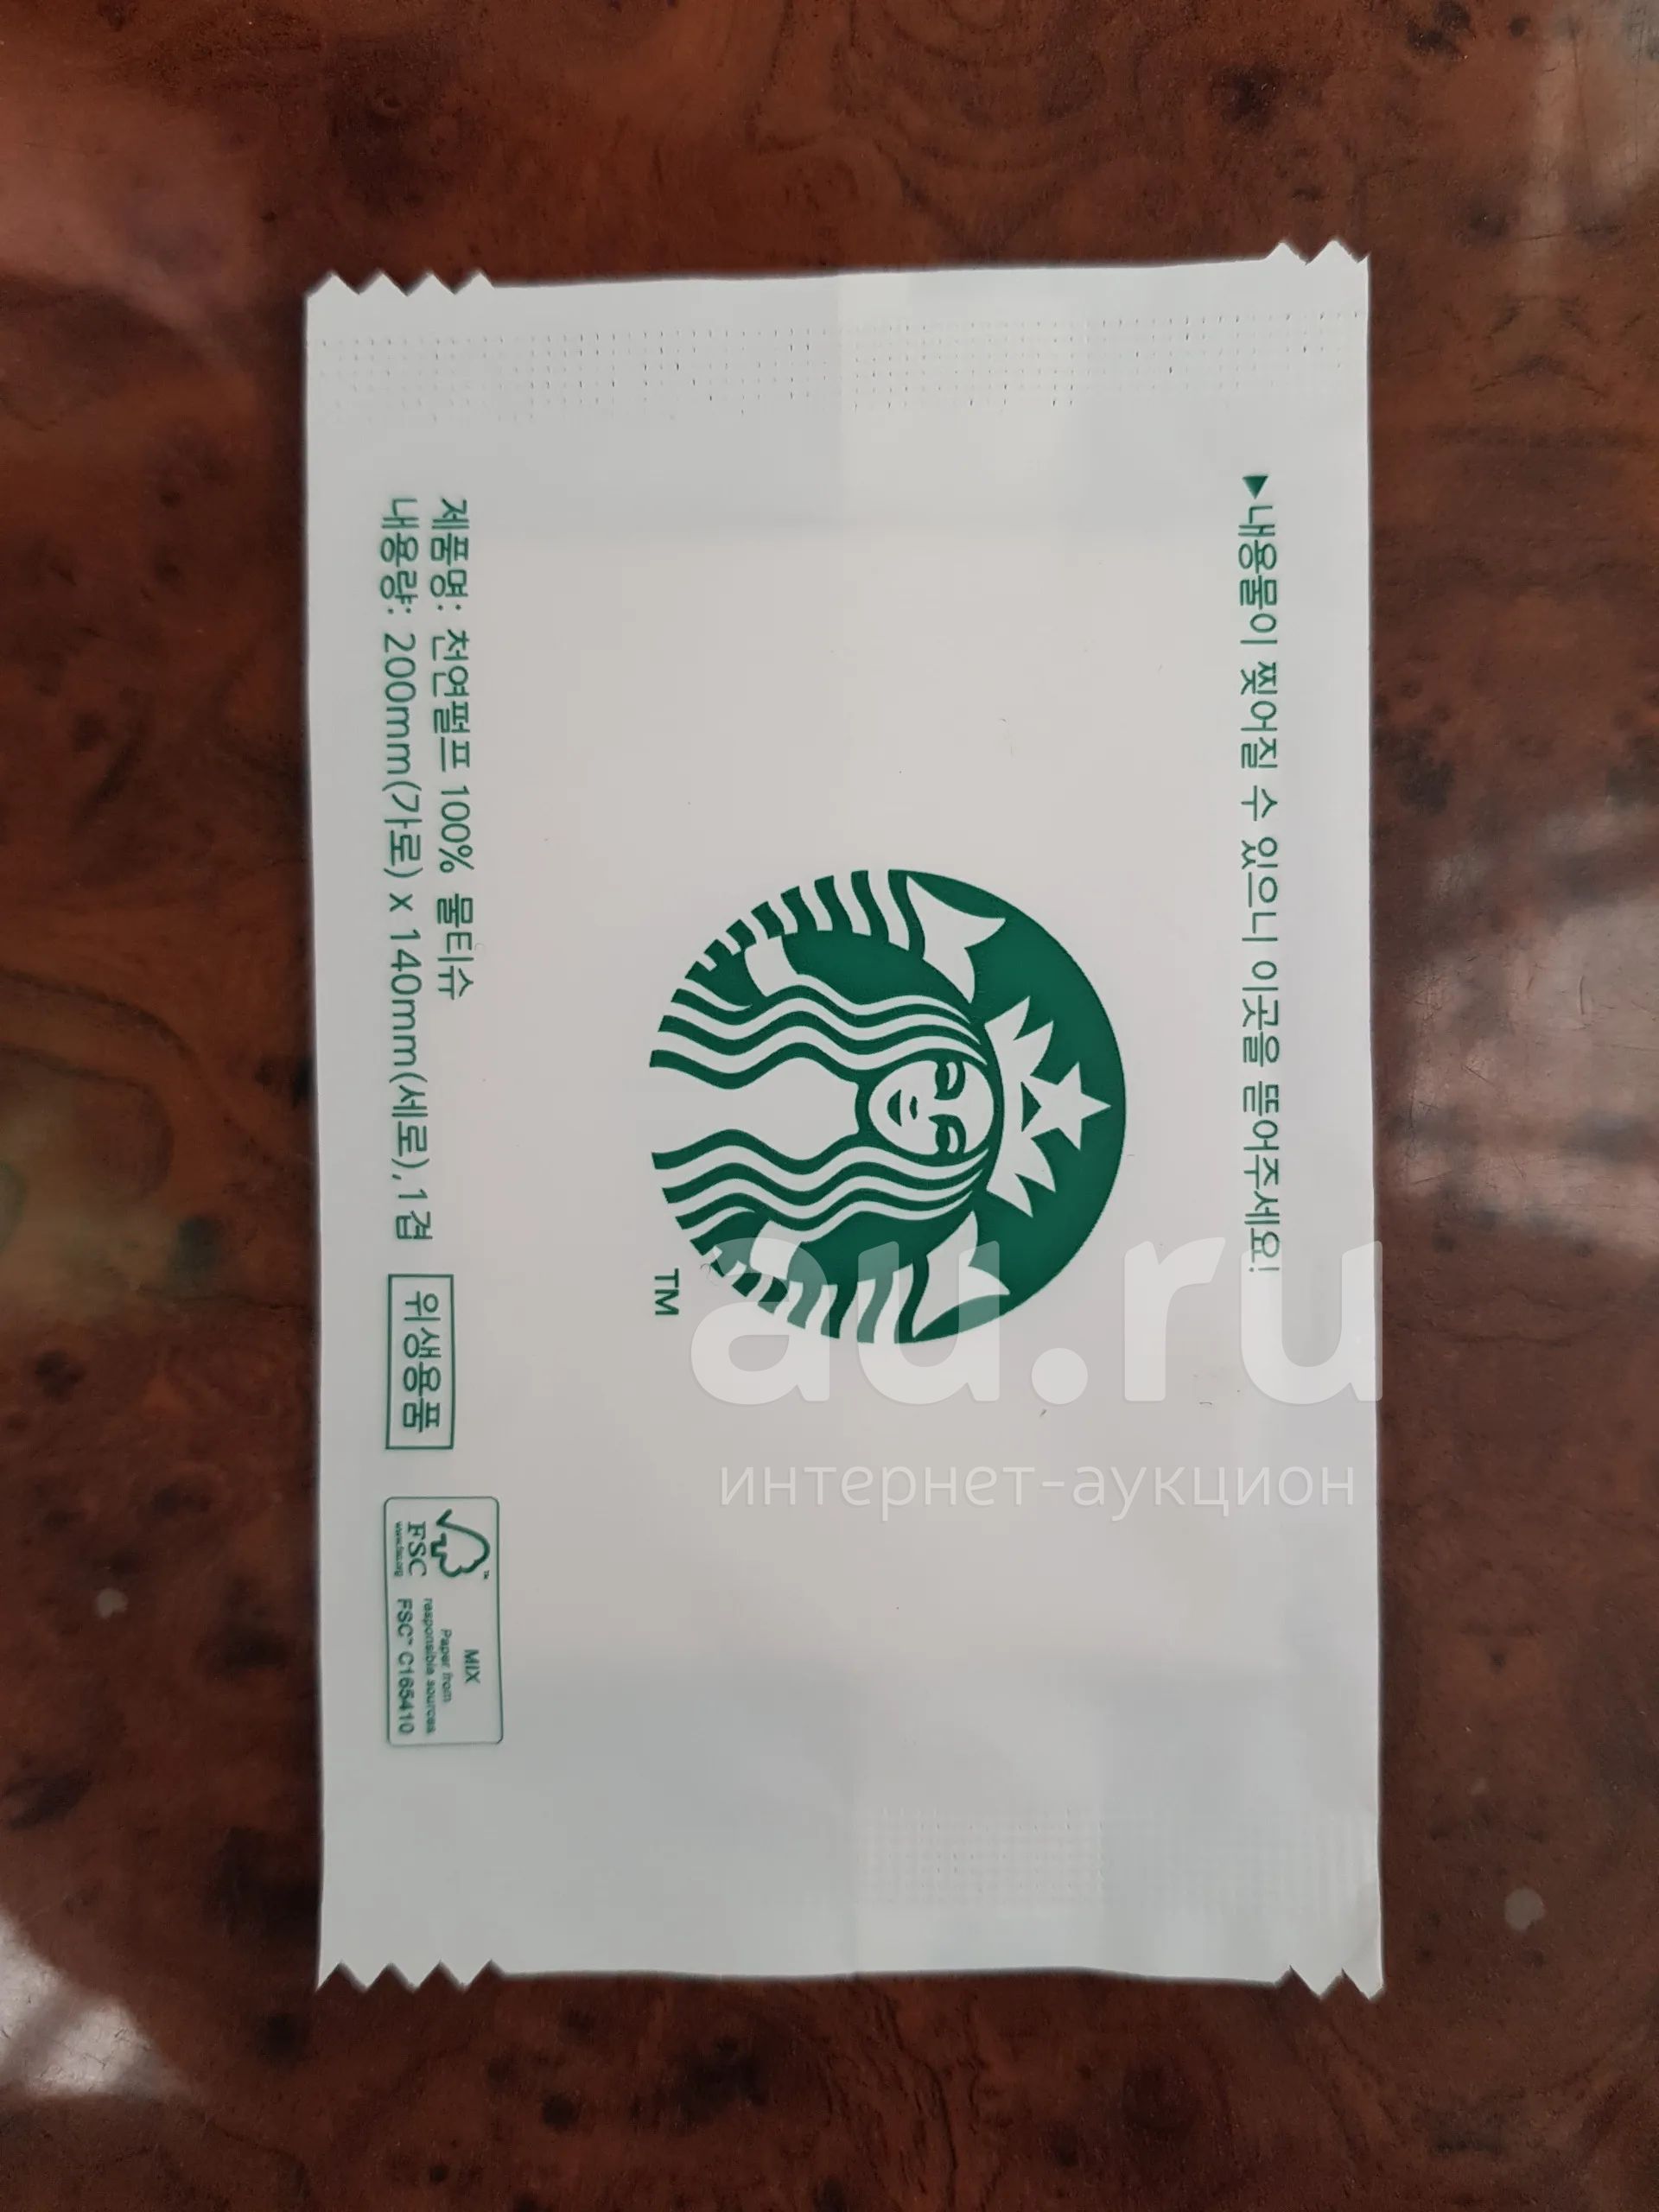 ▶내용물이 찢어질 수 있으니 이곳을 뜯어주세요!
TM
제품명: 천연펄프 100% 물티슈
내용량: 200mm(가로) x 140mm(세로),1겹
위생용품
FSC
www.fsc.org
MIX
Paper from
responsible sources
FSC™ C165410
au.ru
интернет-аукцион